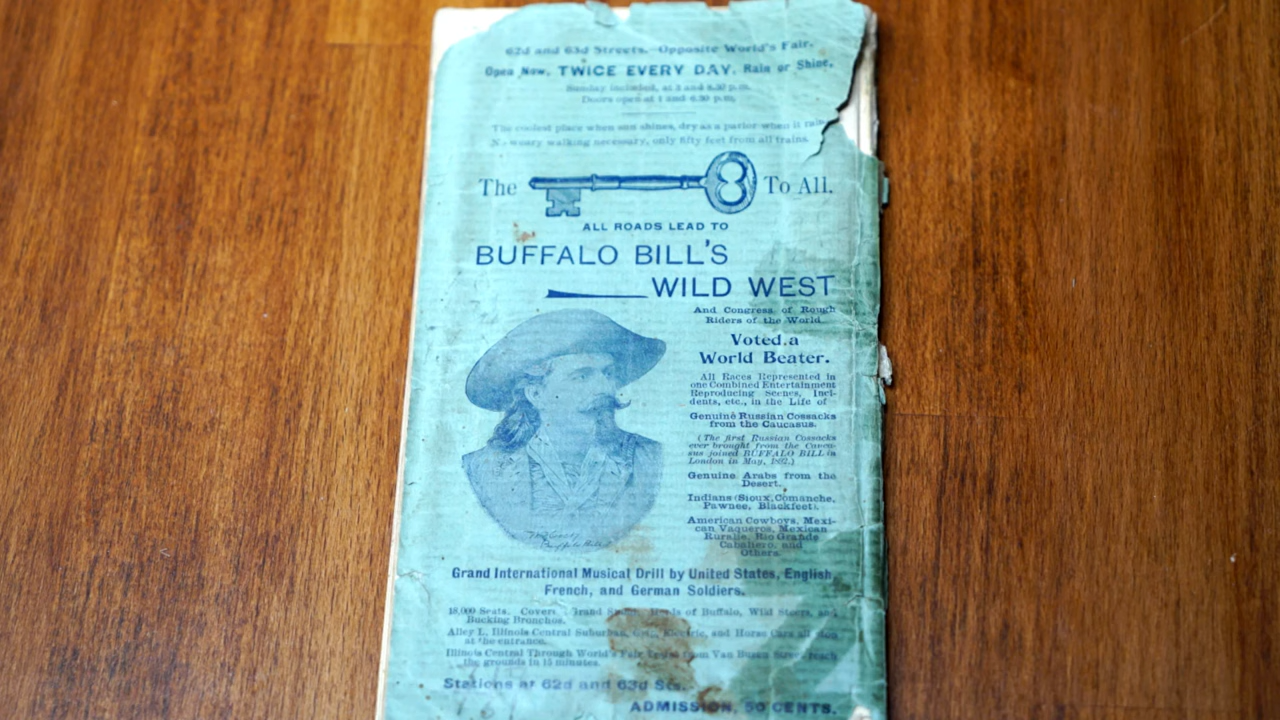 62d and 63d Streets. Opposite World's Fair.
Open Now, TWICE EVERY DAY, Rain or Shine.
Sunday included, at 3 and 8.30 p.m.
Doors open at 1 and 6.30 p.m.
The coolest place when sun shines, dry as a parlor when it rains
No weary walking necessary, only fifty feet from all trains.
The To All.
ALL ROADS LEAD TO
BUFFALO BILL'S
WILD WEST
And Congress of Rough
Riders of the World.
Voted a
World Beater.
All Races Represented in
one Combined Entertainment
Reproducing Scenes, Inci-
dents, etc., in the Life of
Genuine Russian Cossacks
from the Caucasus.
(The first Russian Cossacks
ever brought from the Cauca-
sus joined BUFFALO BILL in
London in May, 1892.)
Genuine Arabs from the
Desert.
Indians (Sioux, Comanche,
Pawnee, Blackfeet).
American Cowboys, Mexi-
can Vaqueros, Mexican
Ruralie, Rio Grande
Caballero, and
Others.
Buffalo Bill
Grand International Musical Drill by United States, English,
French, and German Soldiers.
18,000 Seats. Covered Grand Stand. Herds of Buffalo, Wild Steers, and
Bucking Bronchos.
Alley L, Illinois Central Suburban, Grip, Electric, and Horse Cars all stop
at the entrance.
Illinois Central Through World's Fair from Van Buren Street reach
the grounds in 15 minutes.
Stations at 62d and 63d Sts.
ADMISSION, 50 CENTS.